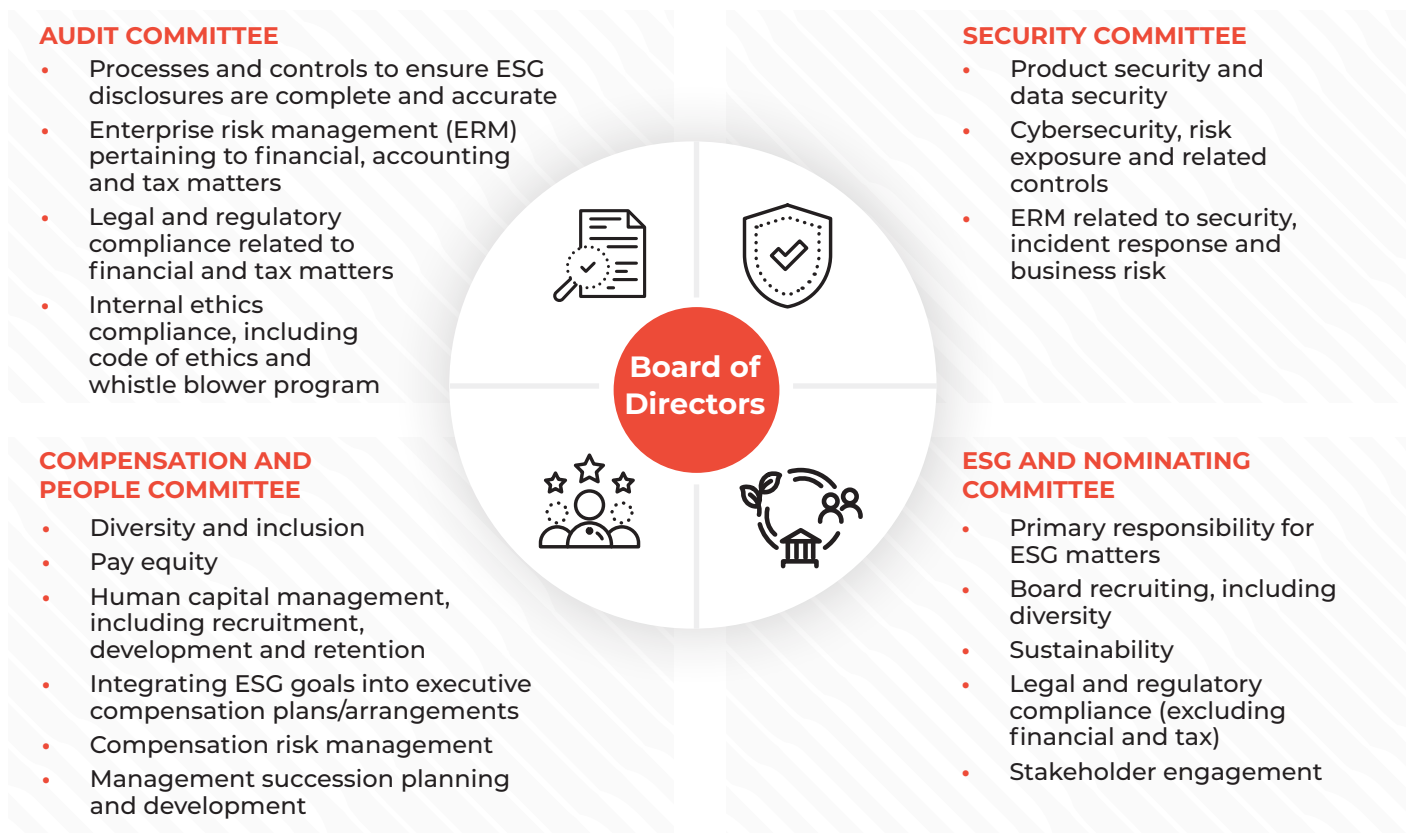 AUDIT COMMITTEE
• Processes and controls to ensure ESG
disclosures are complete and accurate
• Enterprise risk management (ERM)
pertaining to financial, accounting
and tax matters
• Legal and regulatory
compliance related to
financial and tax matters
• Internal ethics
compliance, including
code of ethics and
whistle blower program
SECURITY COMMITTEE
• Product security and
data security
• Cybersecurity, risk
exposure and related
controls
• ERM related to security,
incident response and
business risk
Board of
Directors
COMPENSATION AND
PEOPLE COMMITTEE
• Diversity and inclusion
• Pay equity
• Human capital management,
including recruitment,
development and retention
• Integrating ESG goals into executive
compensation plans/arrangements
• Compensation risk management
• Management succession planning
and development
ESG AND NOMINATING
COMMITTEE
• Primary responsibility for
ESG matters
• Board recruiting, including
diversity
• Sustainability
• Legal and regulatory
compliance (excluding
financial and tax)
• Stakeholder engagement